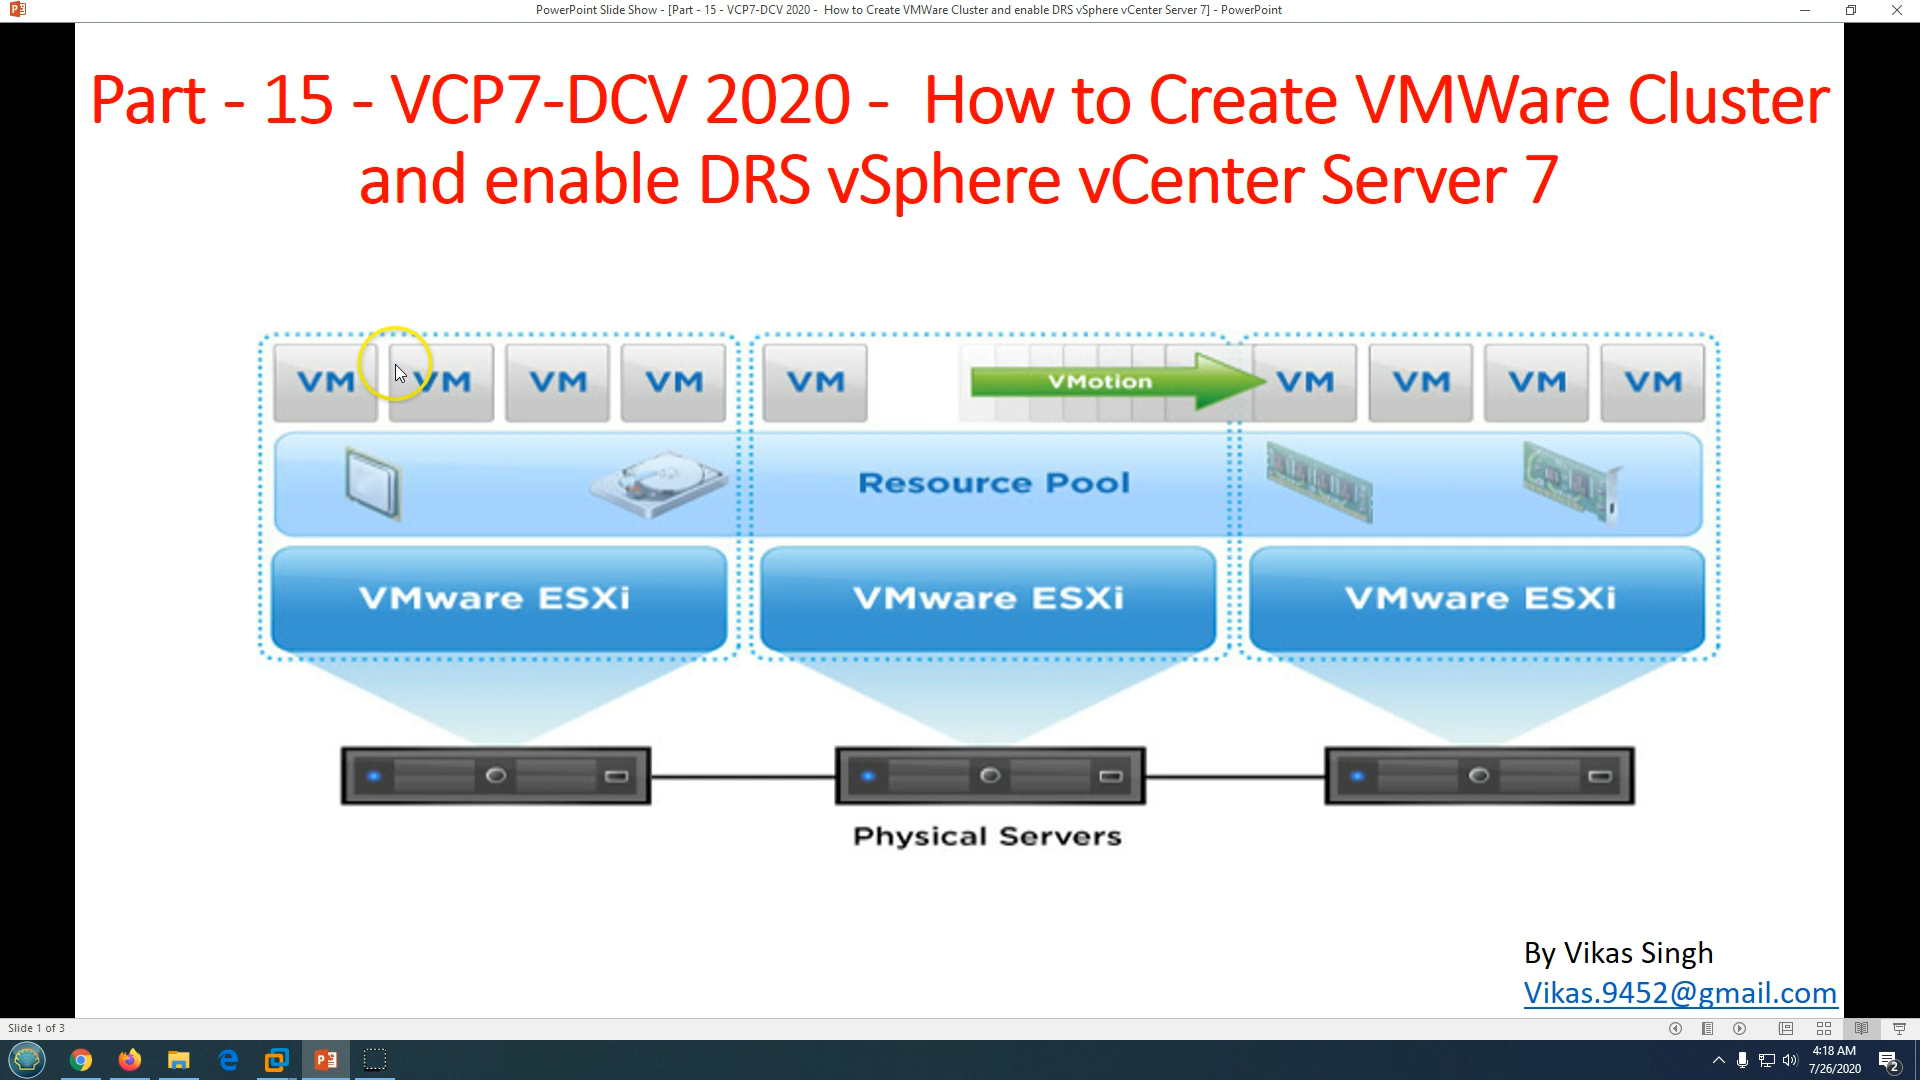 PowerPoint Slide Show - [Part - 15 - VCP7-DCV 2020 -  How to Create VMWare Cluster and enable DRS vSphere vCenter Server 7] - PowerPoint
Part - 15 - VCP7-DCV 2020 -  How to Create VMWare Cluster
and enable DRS vSphere vCenter Server 7
VM VM VM VM VM VMotion VM VM VM VM
Resource Pool
VMware ESXi VMware ESXi VMware ESXi
Physical Servers
By Vikas Singh
Vikas.9452@gmail.com
Slide 1 of 3
4:18 AM
7/26/2020
2